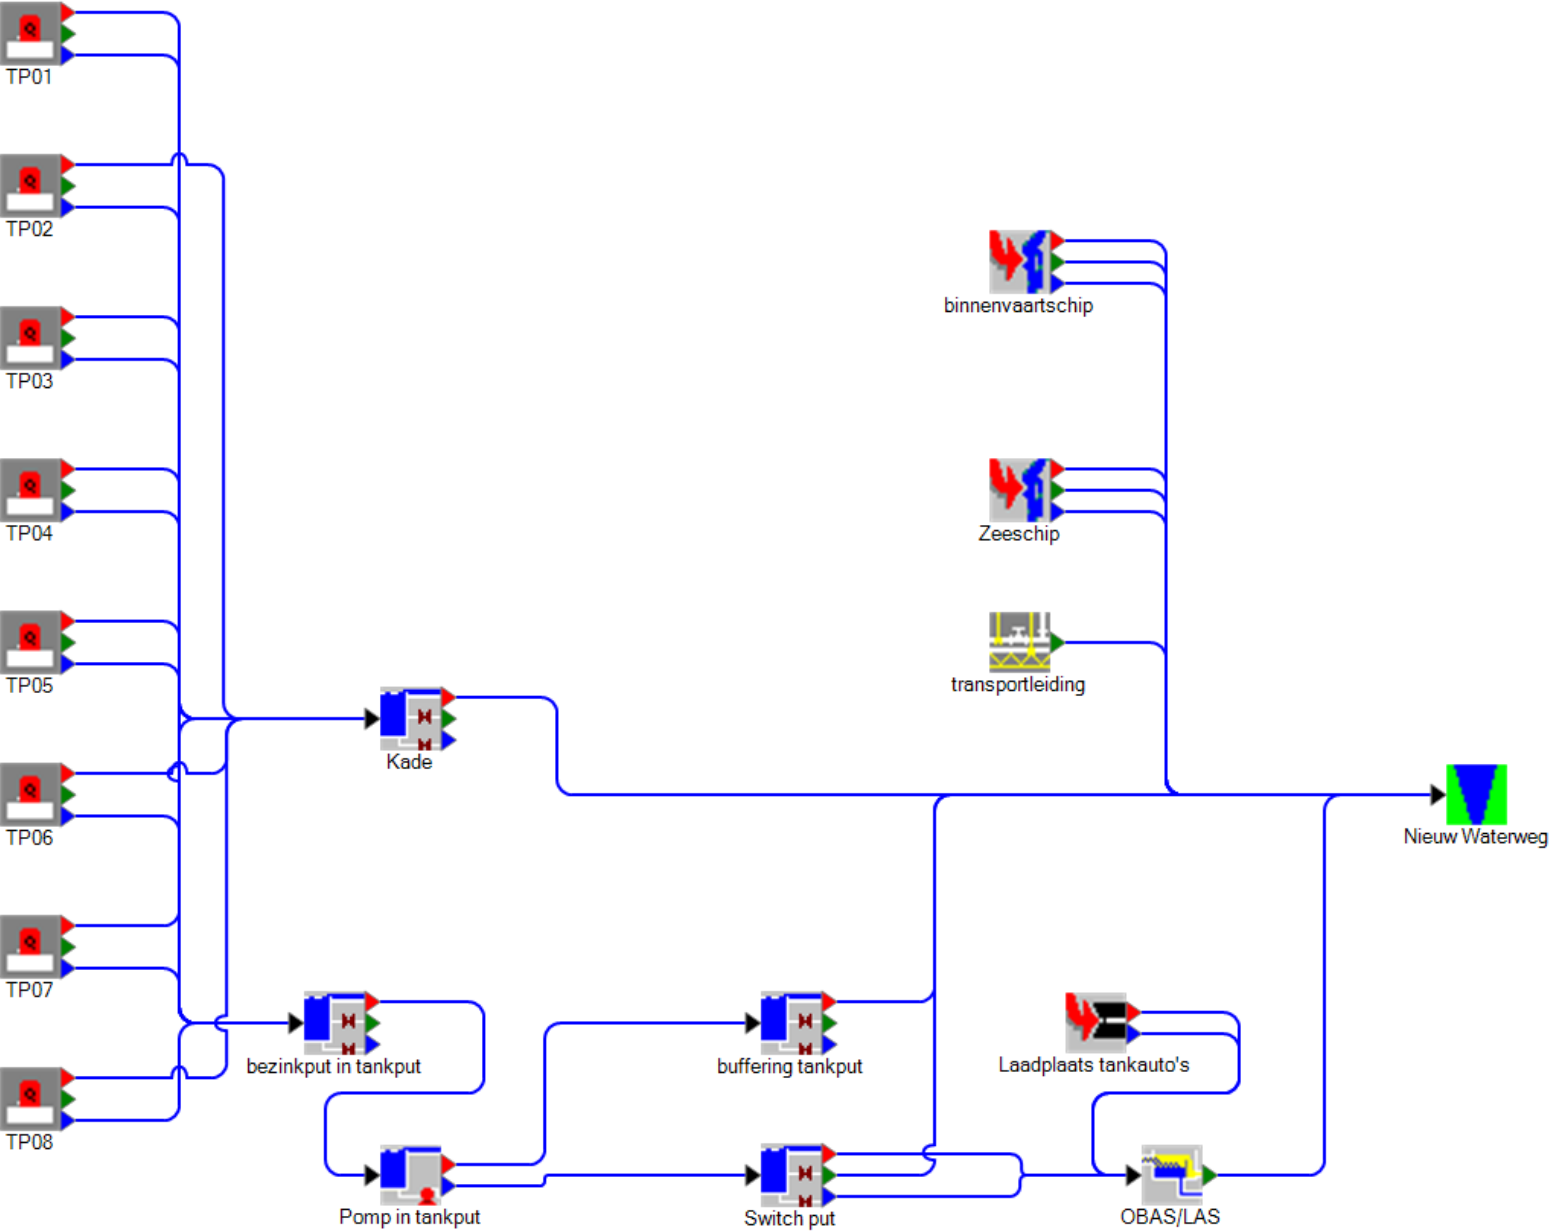 TP01
TP02
binnenvaartschip
TP03
TP04
Zeeschip
TP05
transportleiding
Kade
TP06
Nieuw Waterweg
TP07
bezinkput in tankput
buffering tankput
Laadplaats tankauto's
TP08
Pomp in tankput
Switch put
OBAS/LAS